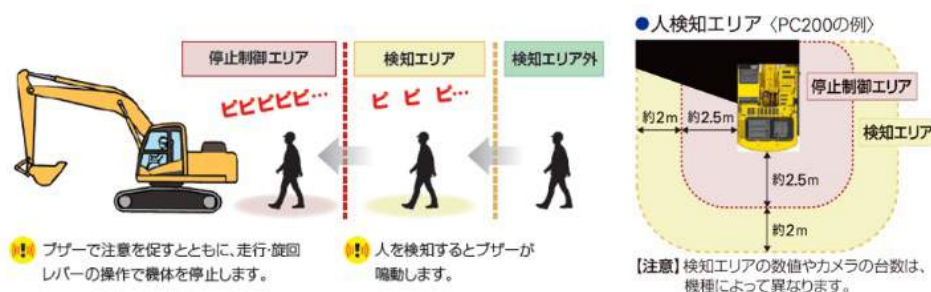 停止制御エリア
検知エリア
検知エリア外
ピピピピピ…
ピ ピ ピ…
ブザーで注意を促すとともに、走行・旋回
レバーの操作で機体を停止します。
人を検知するとブザーが
鳴動します。
●人検知エリア〈PC200の例〉
停止制御エリア
検知エリア
約2m
約2.5m
約2.5m
約2m
【注意】検知エリアの数値やカメラの台数は、
機種によって異なります。